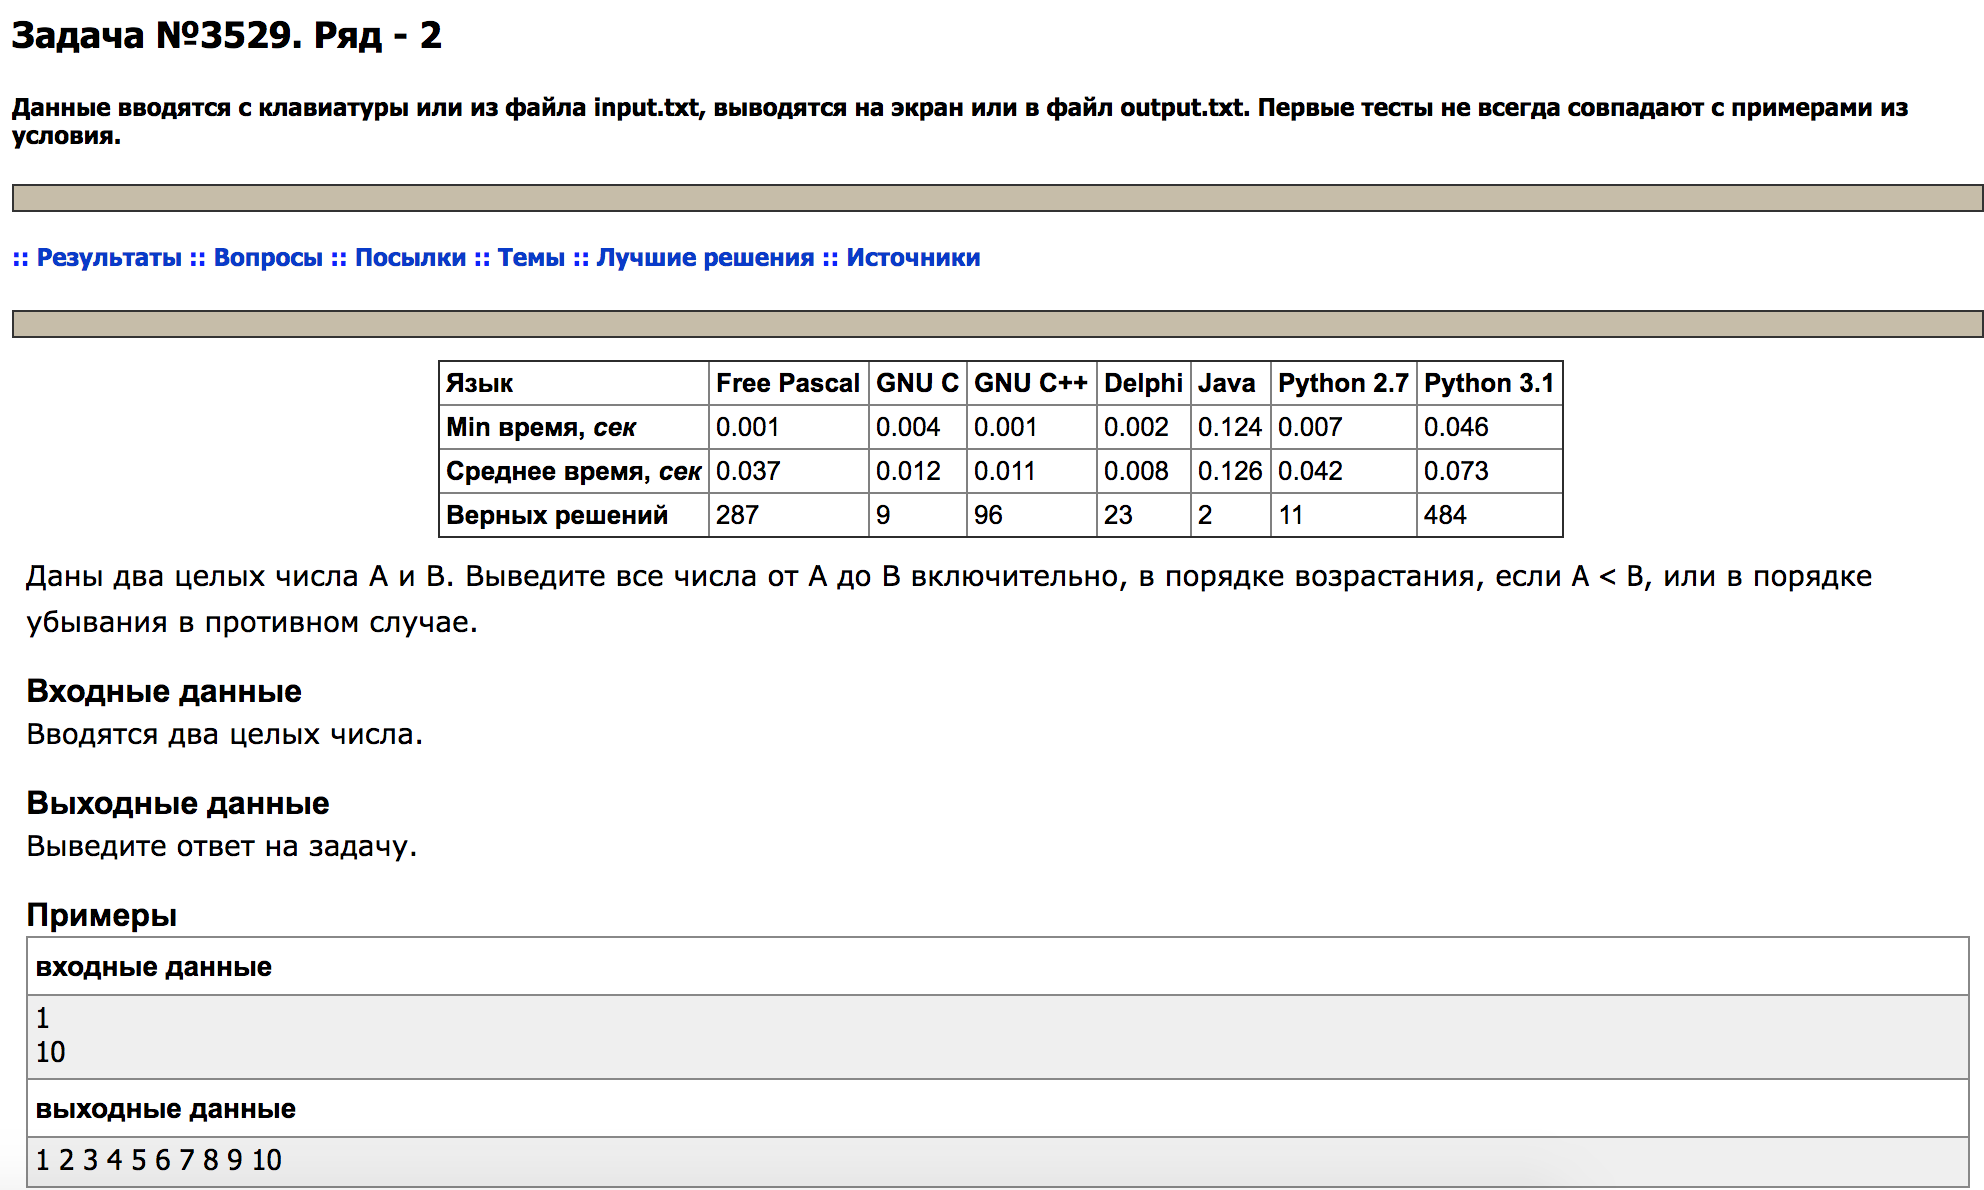 Задача №3529. Ряд - 2
Данные вводятся с клавиатуры или из файла input.txt, выводятся на экран или в файл output.txt. Первые тесты не всегда совпадают с примерами из
условия.
:: Результаты :: Вопросы :: Посылки :: Темы :: Лучшие решения :: Источники
Язык Free Pascal GNU C GNU C++ Delphi Java Python 2.7 Python 3.1
Min время, сек 0.001 0.004 0.001 0.002 0.124 0.007 0.046
Среднее время, сек 0.037 0.012 0.011 0.008 0.126 0.042 0.073
Верных решений 287 9 96 23 2 11 484
Даны два целых числа A и В. Выведите все числа от A до B включительно, в порядке возрастания, если A < B, или в порядке
убывания в противном случае.
Входные данные
Вводятся два целых числа.
Выходные данные
Выведите ответ на задачу.
Примеры
входные данные
1
10
выходные данные
1 2 3 4 5 6 7 8 9 10